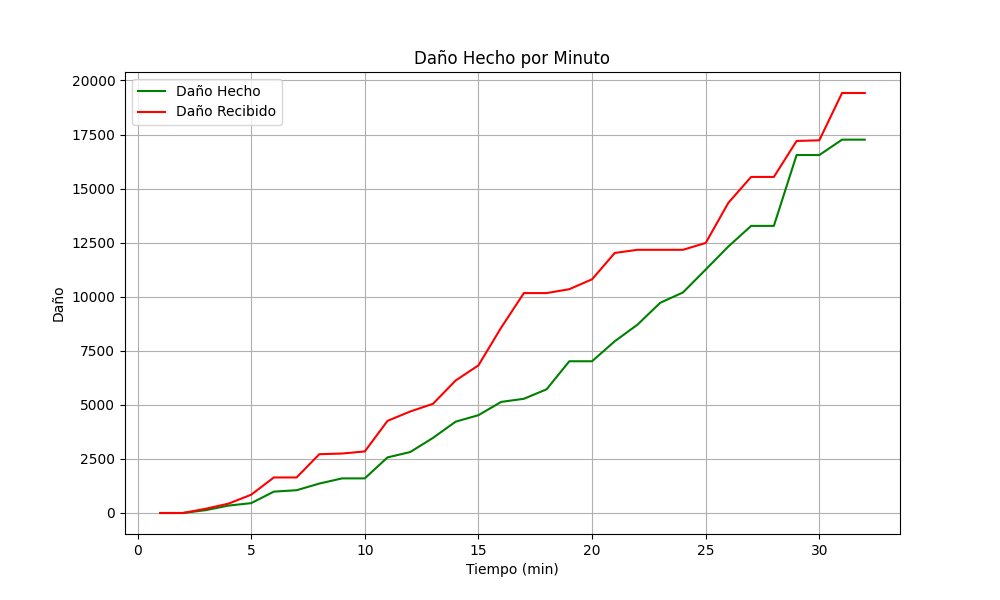 Daño Hecho por Minuto
Daño Hecho
Daño Recibido
20000
17500
15000
12500
10000
7500
5000
2500
0
Daño
0 5 10 15 20 25 30
Tiempo (min)